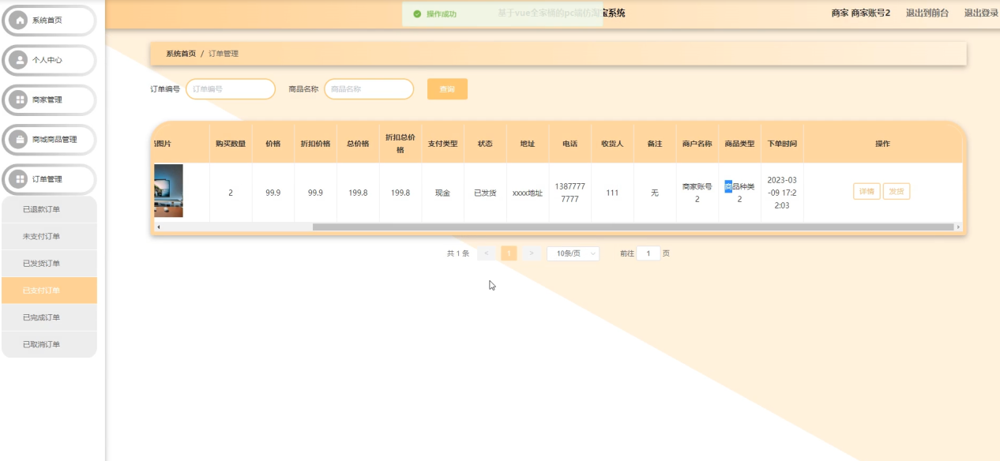 操作成功
基于vue全家桶的pc端仿淘宝系统
商家 商家账号2
退出到前台
退出登录
系统首页
个人中心
商家管理
商城商品管理
订单管理
已退款订单
未支付订单
已发货订单
已支付订单
已完成订单
已取消订单
系统首页 / 订单管理
订单编号 订单编号 商品名称 商品名称 查询
图片 购买数量 价格 折扣价格 总价格 折扣总价格 支付类型 状态 地址 电话 收货人 备注 商户名称 商品类型 下单时间 操作
2 99.9 99.9 199.8 199.8 现金 已发货 xxxx地址 13877777777 111 无 商家账号2 商品种类2 2023-03-09 17:22:03 详情 发货
共 1 条 < 1 > 10条/页 前往 1 页